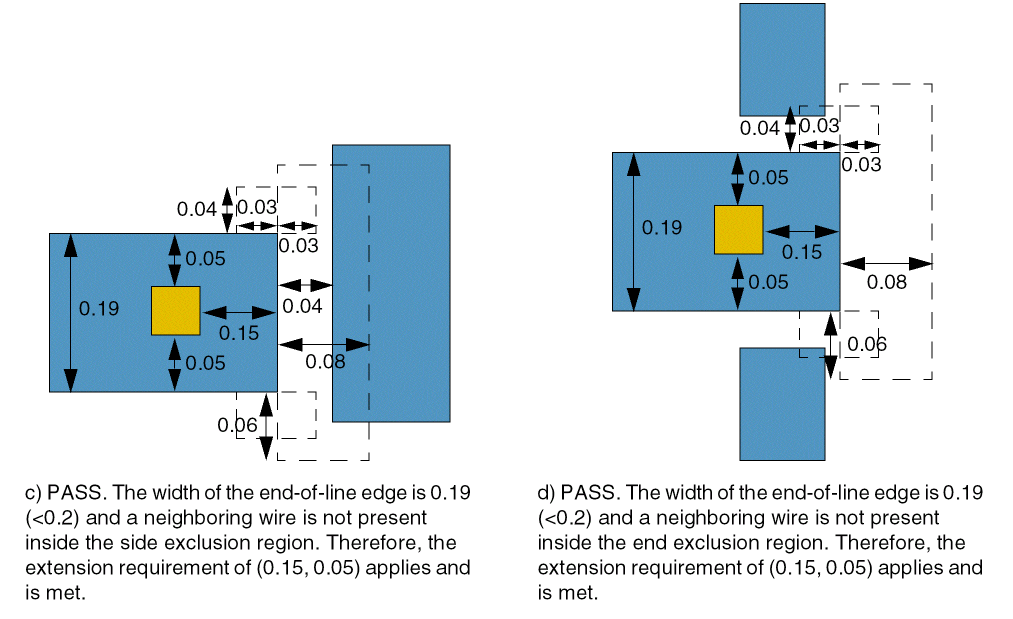 0.04
0.03
0.03
0.05
0.19
0.04
0.15
0.05
0.08
0.06
c) PASS. The width of the end-of-line edge is 0.19
(<0.2) and a neighboring wire is not present
inside the side exclusion region. Therefore, the
extension requirement of (0.15, 0.05) applies and
is met.
0.04
0.03
0.03
0.05
0.19
0.15
0.05
0.08
0.06
d) PASS. The width of the end-of-line edge is 0.19
(<0.2) and a neighboring wire is not present
inside the end exclusion region. Therefore, the
extension requirement of (0.15, 0.05) applies and
is met.